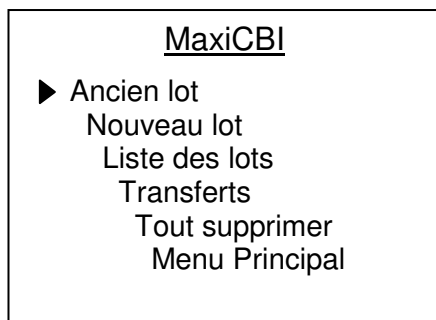 MaxiCBI
Ancien lot
Nouveau lot
Liste des lots
Transferts
Tout supprimer
Menu Principal